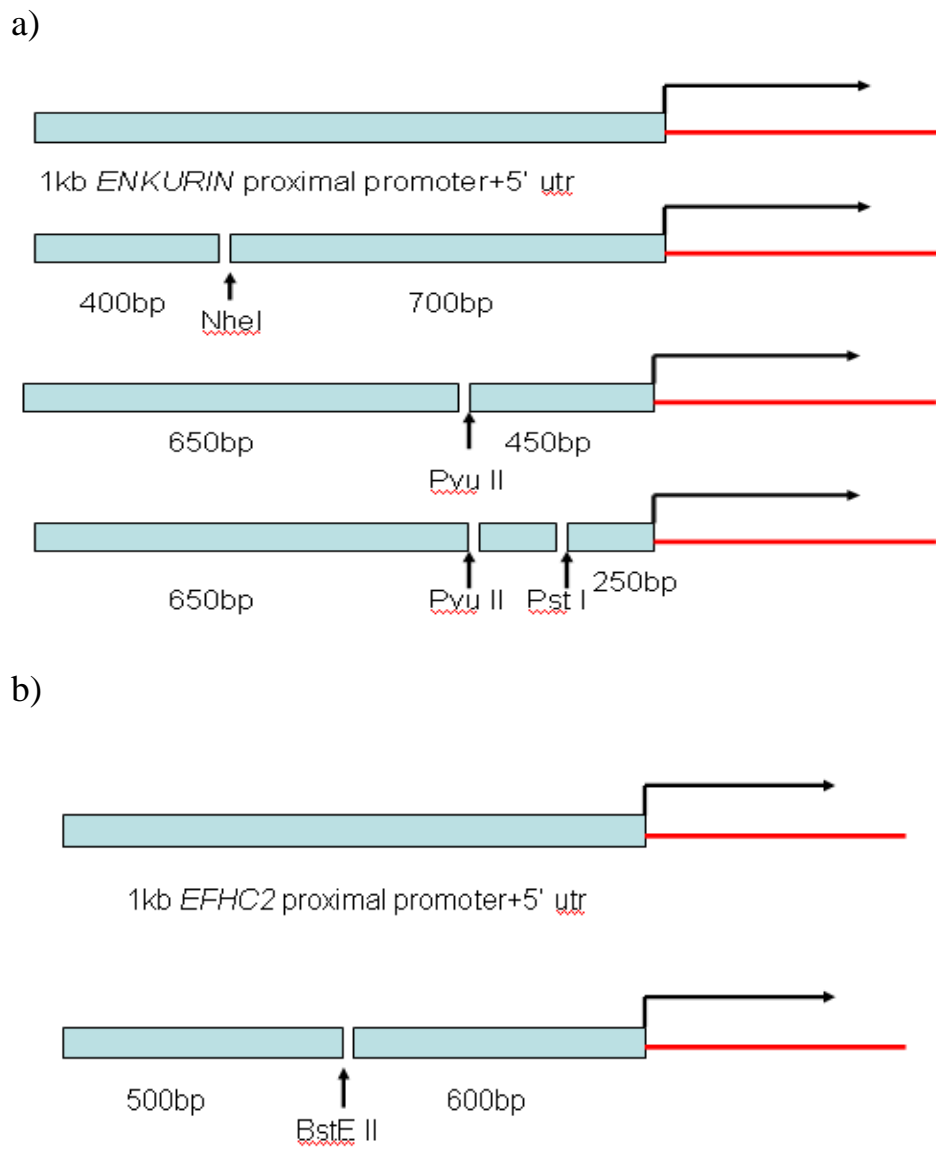 a)
1kb ENKURIN proximal promoter+5' utr
400bp 700bp
NheI
650bp 450bp
Pvu II
650bp Pvu II Pst I 250bp
b)
1kb EFHC2 proximal promoter+5' utr
500bp 600bp
BstE II